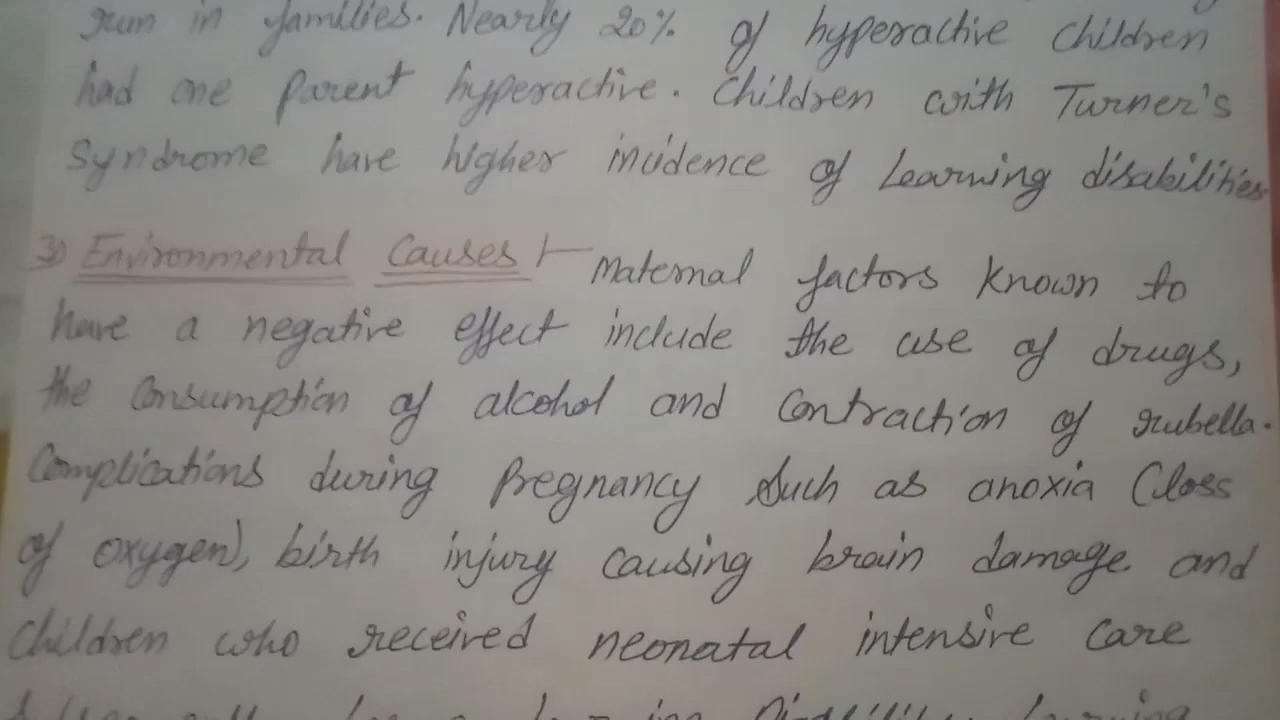 run in families. Nearly 20% of hyperactive children
had one parent hyperactive. Children with Turner's
Syndrome have higher incidence of Learning disabilities
3) Environmental Causes :- Maternal factors known to
have a negative effect include the use of drugs,
the consumption of alcohol and contraction of rubella.
Complications during Pregnancy such as anoxia (loss
of oxygen), birth injury causing brain damage and
Children who received neonatal intensive care